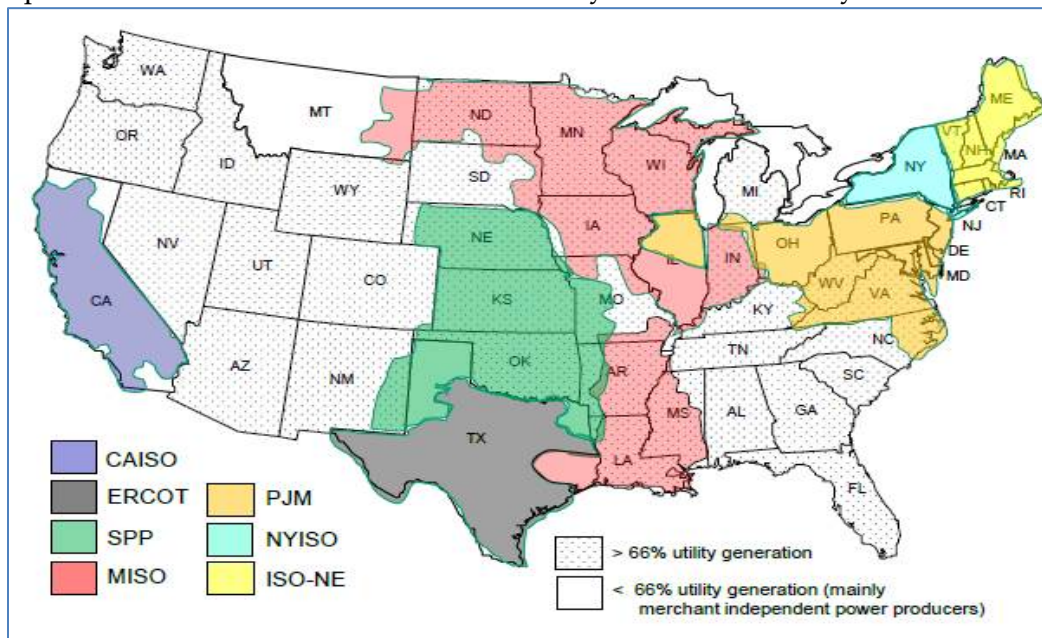 WA
MT
ND
MN
ME
VT
NH
MA
OR
ID
SD
WI
NY
RI
CT
WY
MI
IA
PA
NJ
NE
OH
DE
NV
UT
CO
IL
IN
MD
WV
VA
CA
KS
MO
KY
NC
TN
OK
AZ
NM
AR
SC
MS
AL
GA
TX
LA
FL
CAISO
ERCOT
PJM
SPP
NYISO
MISO
ISO-NE
> 66% utility generation
< 66% utility generation (mainly
merchant independent power producers)